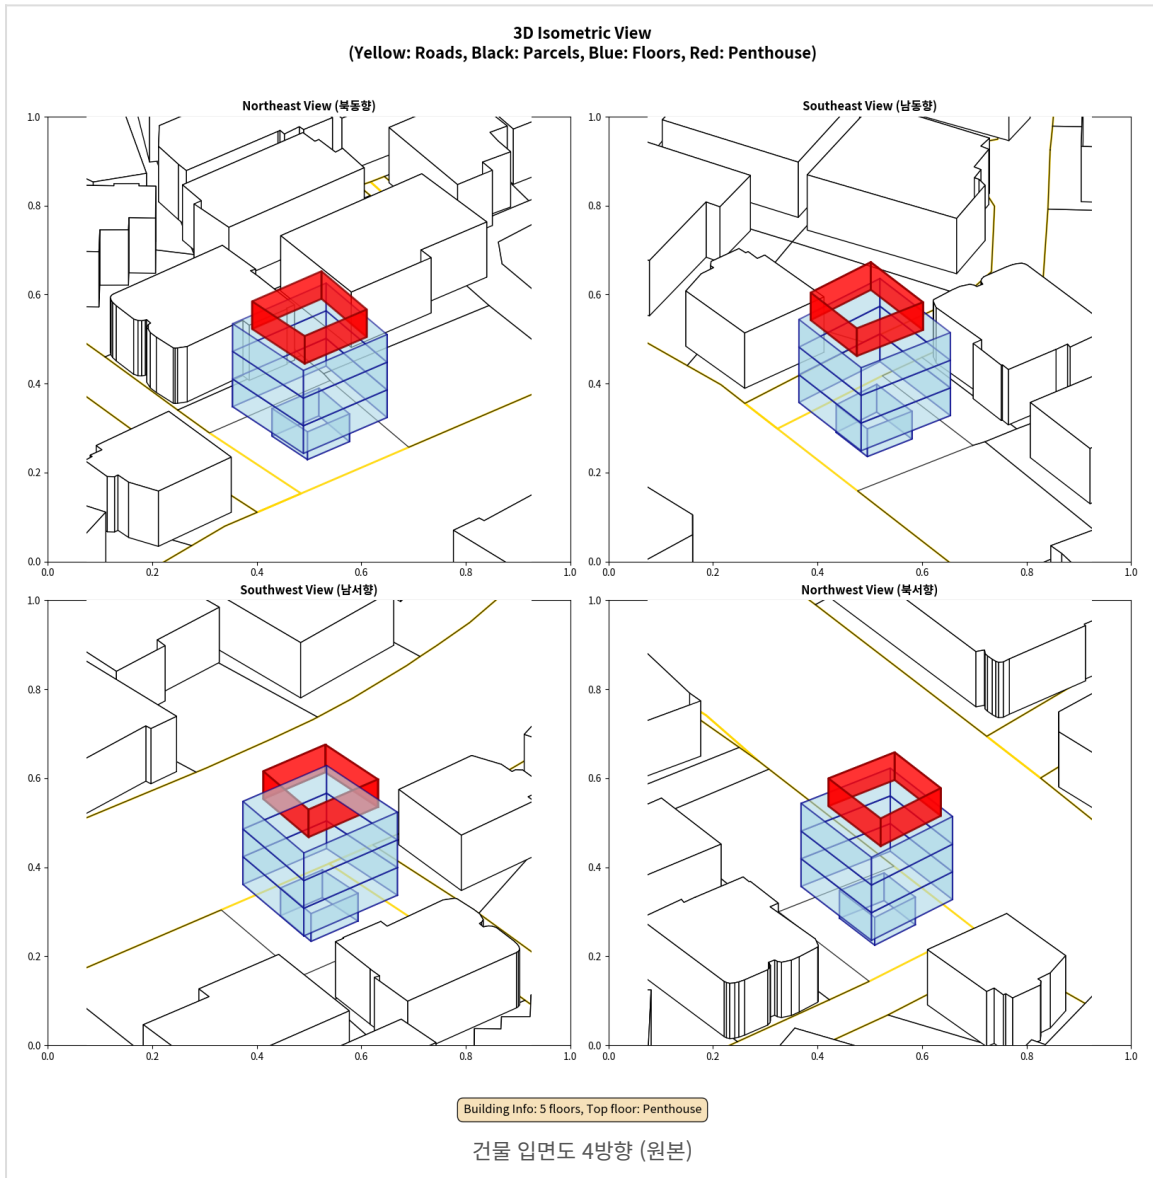 3D Isometric View
(Yellow: Roads, Black: Parcels, Blue: Floors, Red: Penthouse)
Northeast View (북동향)
1.0
0.8
0.6
0.4
0.2
0.0
0.0 0.2 0.4 0.6 0.8 1.0
Southeast View (남동향)
1.0
0.8
0.6
0.4
0.2
0.0
0.0 0.2 0.4 0.6 0.8 1.0
Southwest View (남서향)
1.0
0.8
0.6
0.4
0.2
0.0
0.0 0.2 0.4 0.6 0.8 1.0
Northwest View (북서향)
1.0
0.8
0.6
0.4
0.2
0.0
0.0 0.2 0.4 0.6 0.8 1.0
Building Info: 5 floors, Top floor: Penthouse
건물 입면도 4방향 (원본)